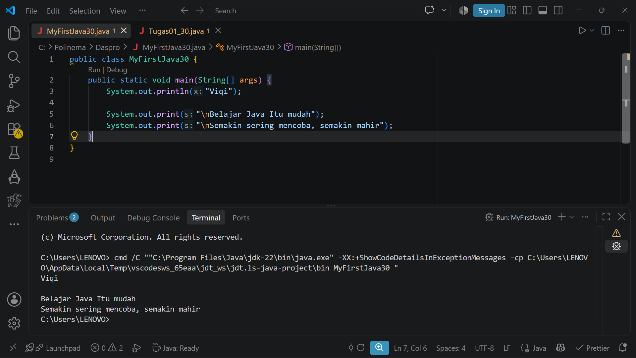 File Edit Selection View ··· Search Sign In
MyFirstJava30.java 1 Tugas01_30.java 1
C: > Polinema > Daspro > MyFirstJava30.java > MyFirstJava30 > main(String[])
1 public class MyFirstJava30 {
Run | Debug
2 public static void main(String[] args) {
3 System.out.println(x: "Viqi");
4
5 System.out.print(s: "\nBelajar Java Itu mudah");
6 System.out.print(s: "\nSemakin sering mencoba, semakin mahir");
7 }
8 }
9
Problems 2 Output Debug Console Terminal Ports Run: MyFirstJava30
(c) Microsoft Corporation. All rights reserved.
C:\Users\LENOVO> cmd /C ""C:\Program Files\Java\jdk-22\bin\java.exe" -XX:+ShowCodeDetailsInExceptionMessages -cp C:\Users\LENOV
O\AppData\Local\Temp\vscodesws_65eaa\jdt_ws\jdt.ls-java-project\bin MyFirstJava30 "
Viqi
Belajar Java Itu mudah
Semakin sering mencoba, semakin mahir
C:\Users\LENOVO>
Launchpad 0 2 Java: Ready Ln 7, Col 6 Spaces: 4 UTF-8 LF Java Prettier